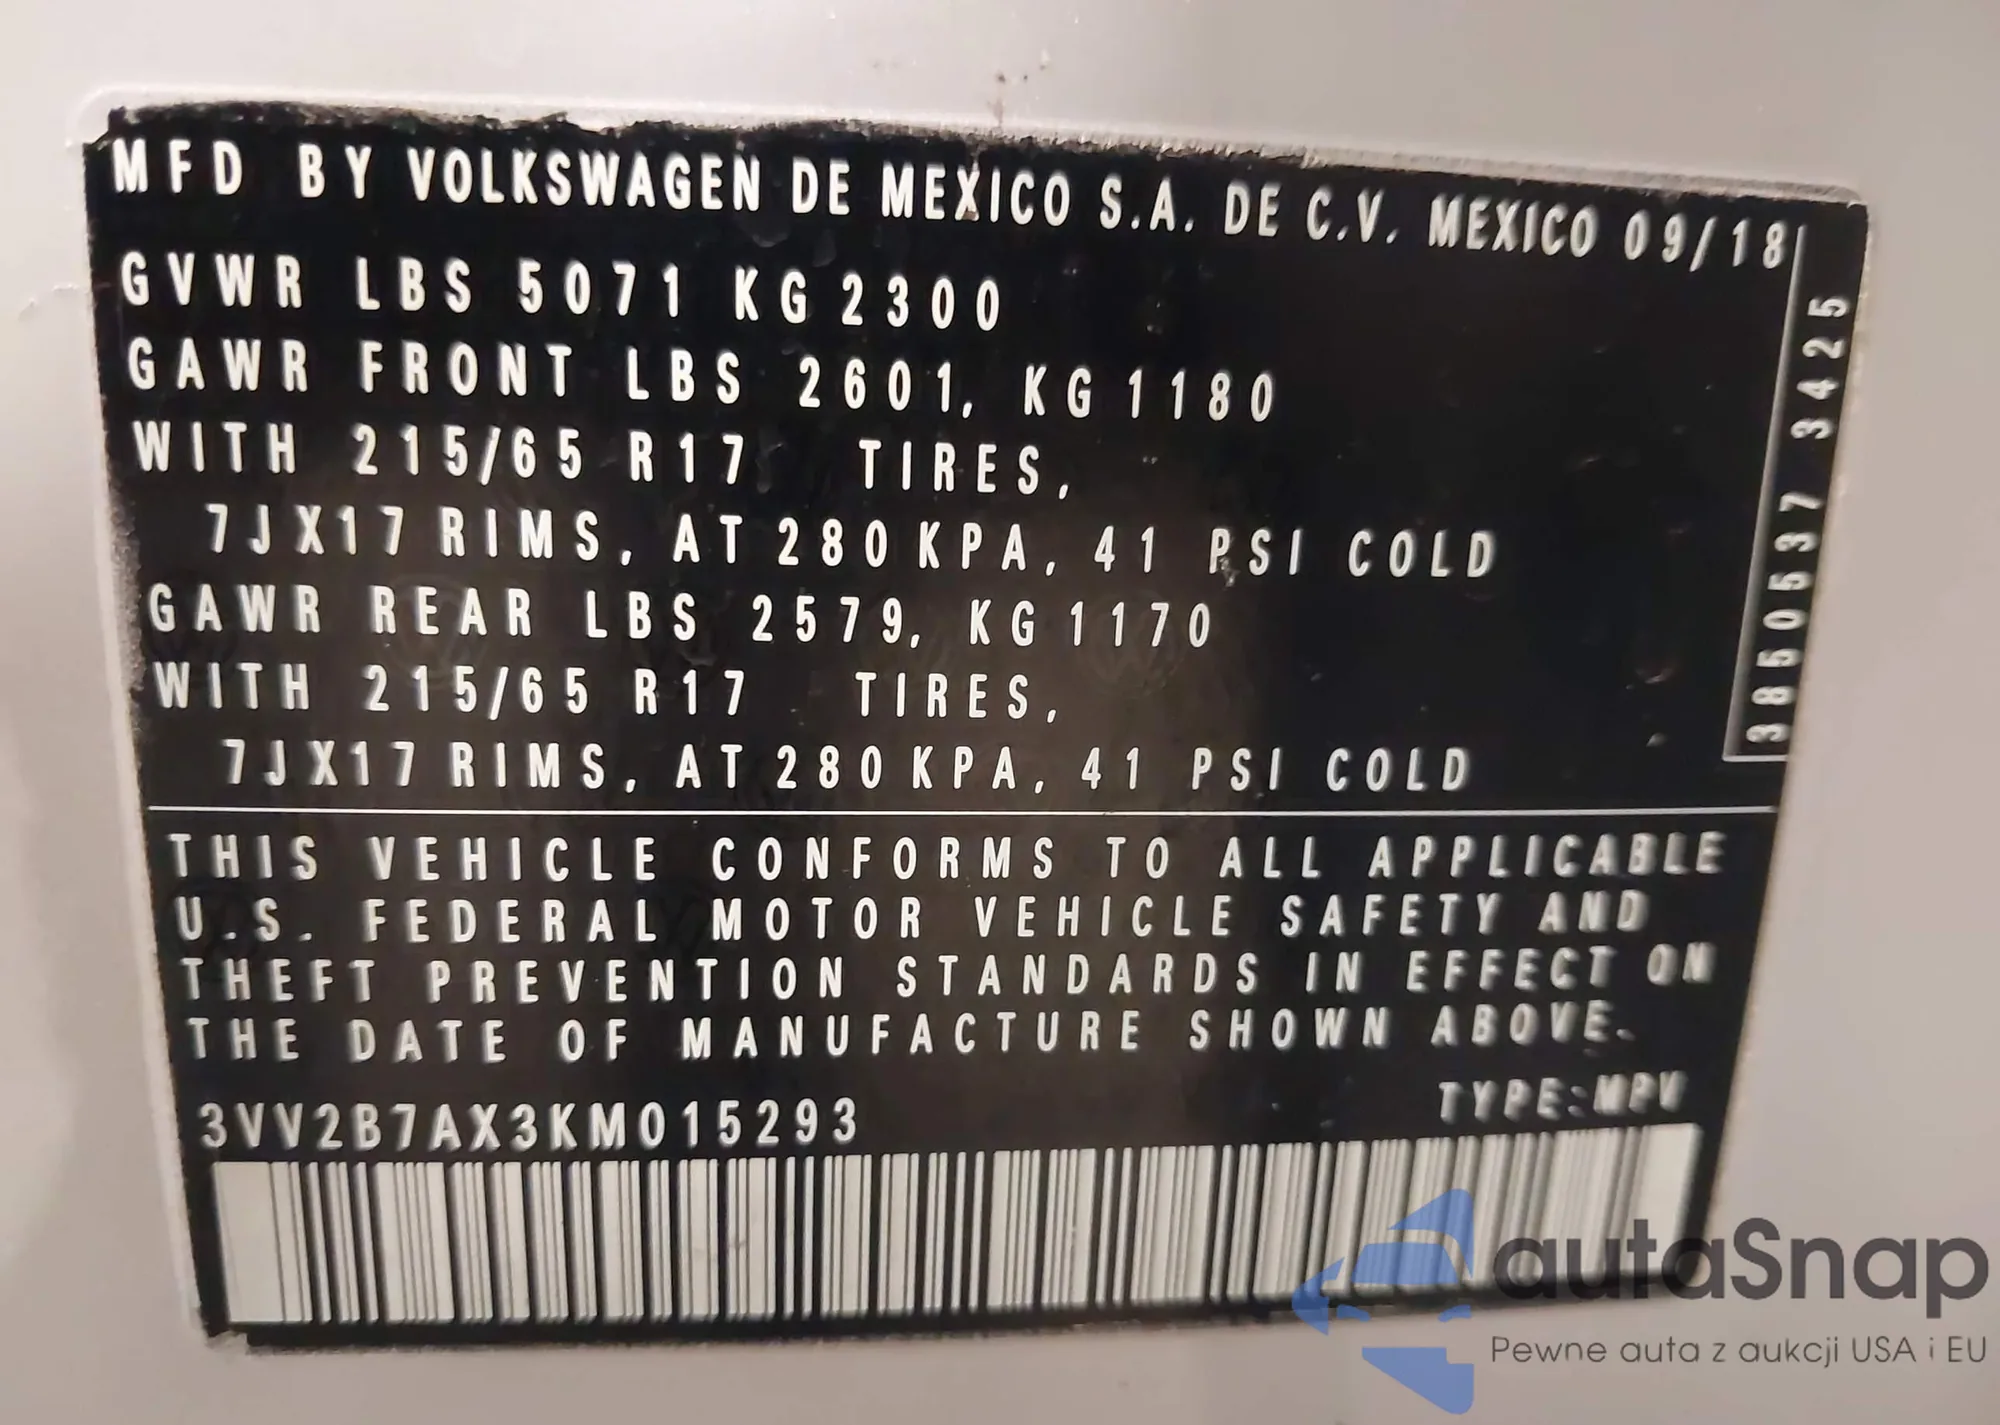 MFD BY VOLKSWAGEN DE MEXICO S.A. DE C.V. MEXICO 09/18
GVWR LBS 5071 KG 2300
GAWR FRONT LBS 2601, KG 1180
WITH 215/65 R17 TIRES,
7JX17 RIMS, AT 280 KPA, 41 PSI COLD
GAWR REAR LBS 2579, KG 1170
WITH 215/65 R17 TIRES,
7JX17 RIMS, AT 280 KPA, 41 PSI COLD
3850537 3425
THIS VEHICLE CONFORMS TO ALL APPLICABLE
U.S. FEDERAL MOTOR VEHICLE SAFETY AND
THEFT PREVENTION STANDARDS IN EFFECT ON
THE DATE OF MANUFACTURE SHOWN ABOVE.
3VV2B7AX3KM015293 TYPE:MPV
autaSnap
Pewne auta z aukcji USA i EU